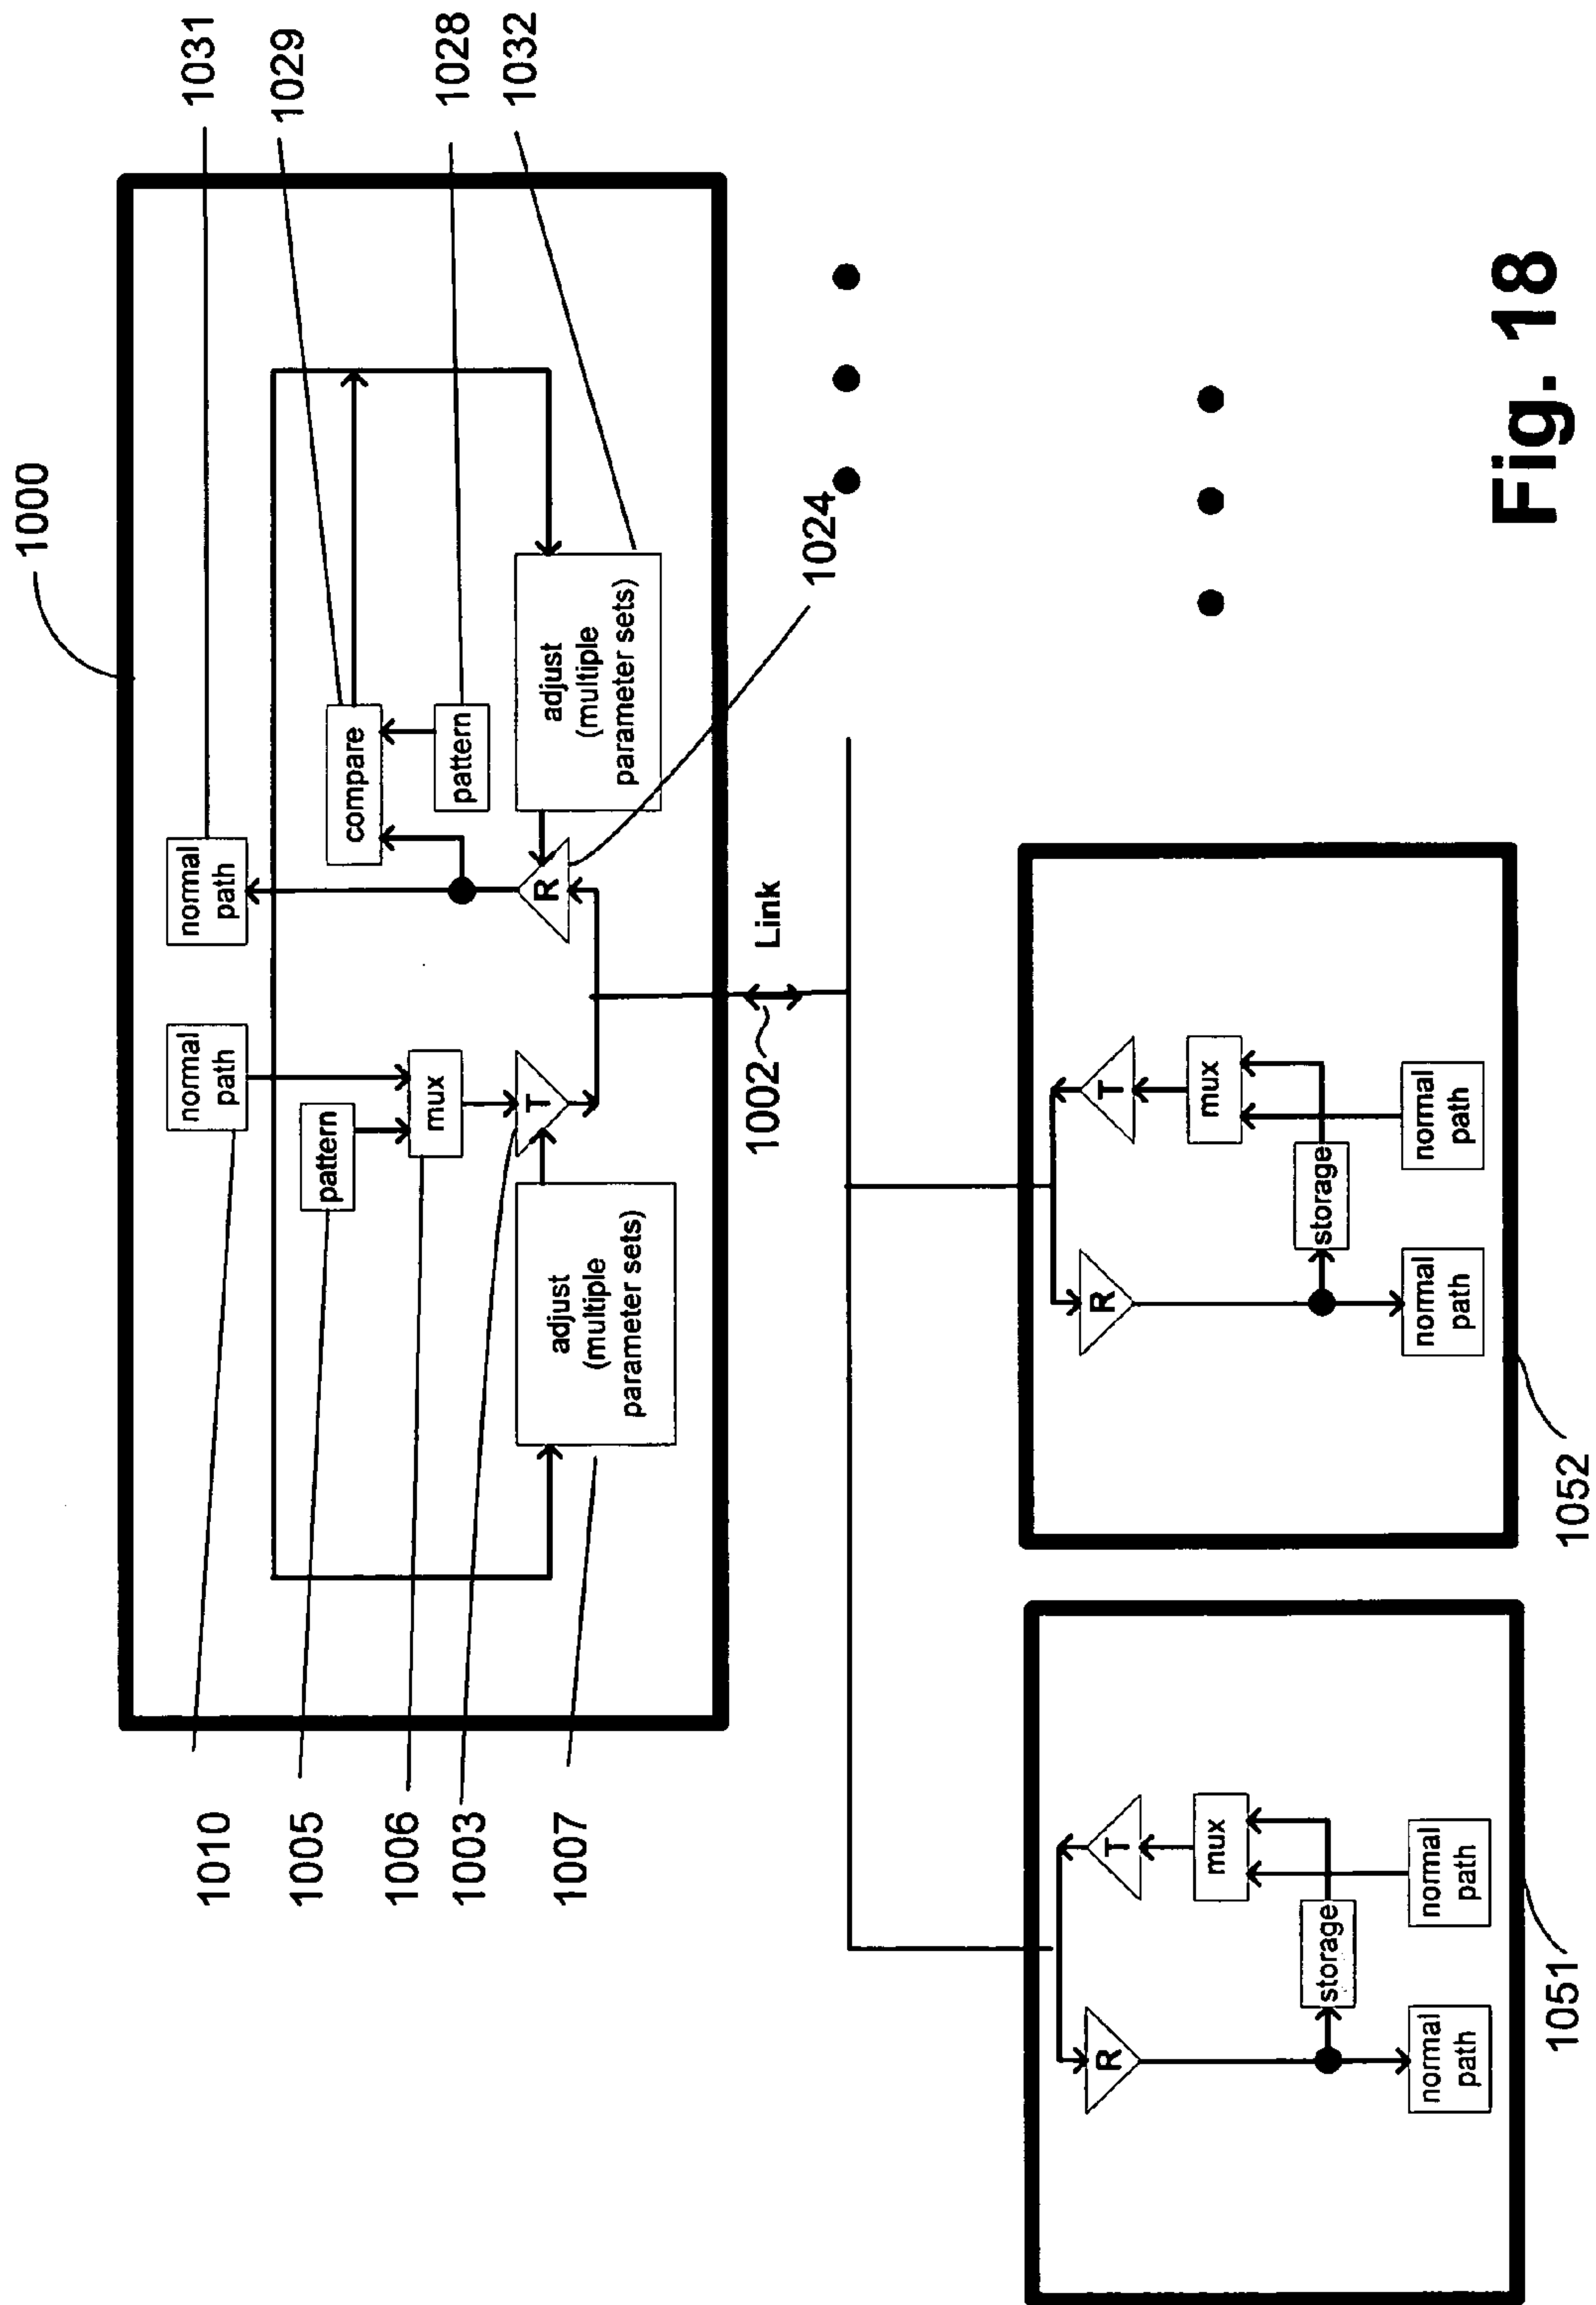 1000
1010
1005
1006
1003
1007
1031
1029
1028
1032
normal
path
normal
path
pattern
mux
T
adjust
(multiple
parameter sets)
compare
pattern
R
adjust
(multiple
parameter sets)
1024
1002
Link
R
T
mux
storage
normal
path
normal
path
1051
R
T
mux
storage
normal
path
normal
path
1052
Fig. 18